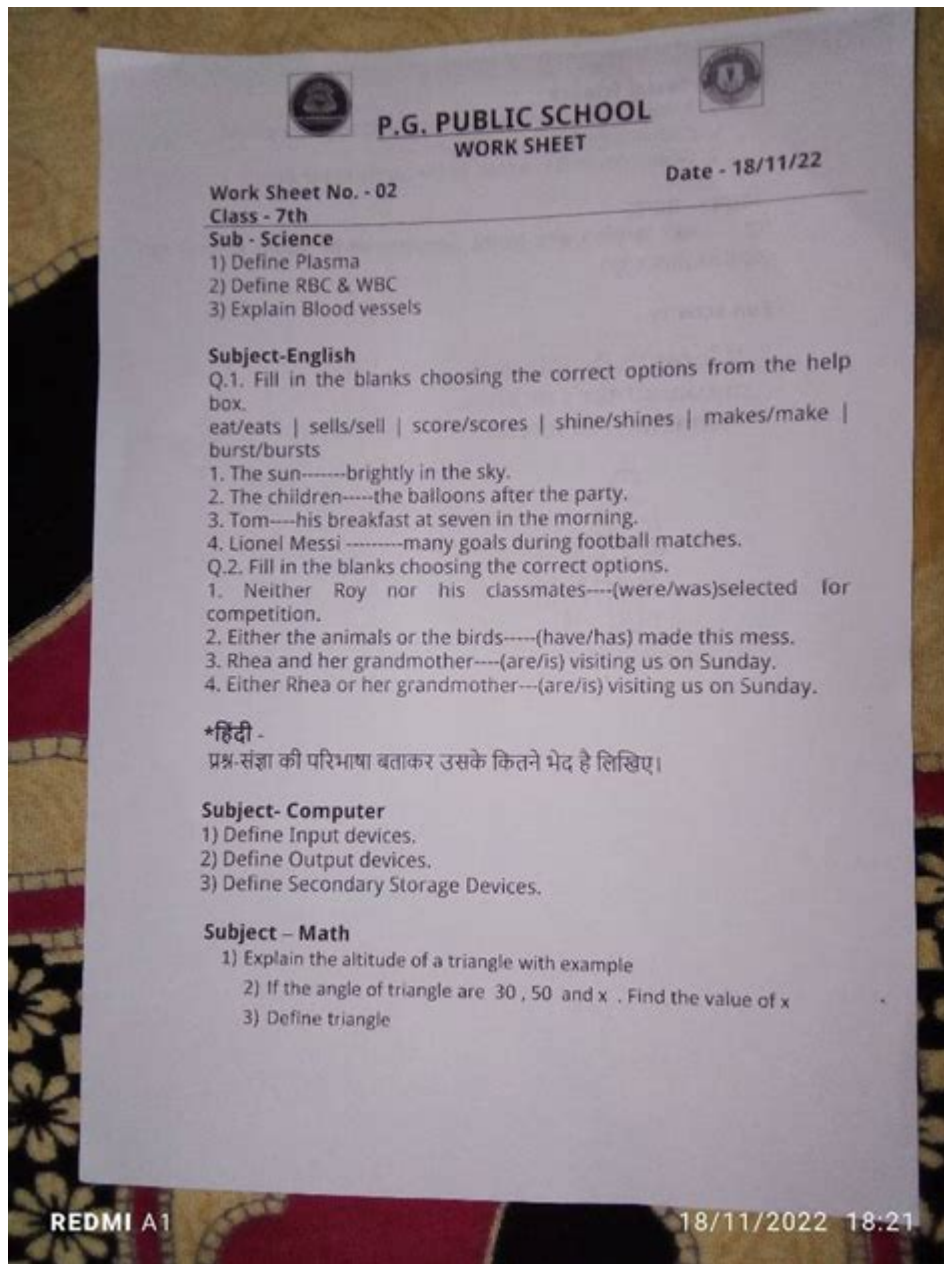 P.G. PUBLIC SCHOOL
WORK SHEET
Date - 18/11/22
Work Sheet No. - 02
Class - 7th
Sub - Science
1) Define Plasma
2) Define RBC & WBC
3) Explain Blood vessels
Subject-English
Q.1. Fill in the blanks choosing the correct options from the help
box.
eat/eats | sells/sell | score/scores | shine/shines | makes/make |
burst/bursts
1. The sun-------brightly in the sky.
2. The children-----the balloons after the party.
3. Tom----his breakfast at seven in the morning.
4. Lionel Messi ---------many goals during football matches.
Q.2. Fill in the blanks choosing the correct options.
1. Neither Roy nor his classmates----(were/was)selected for
competition.
2. Either the animals or the birds-----(have/has) made this mess.
3. Rhea and her grandmother----(are/is) visiting us on Sunday.
4. Either Rhea or her grandmother---(are/is) visiting us on Sunday.
*हिंदी -
प्रश्न-संज्ञा की परिभाषा बताकर उसके कितने भेद है लिखिए।
Subject- Computer
1) Define Input devices.
2) Define Output devices.
3) Define Secondary Storage Devices.
Subject – Math
1) Explain the altitude of a triangle with example
2) If the angle of triangle are 30 , 50 and x . Find the value of x
3) Define triangle
REDMI A1
18/11/2022 18:21